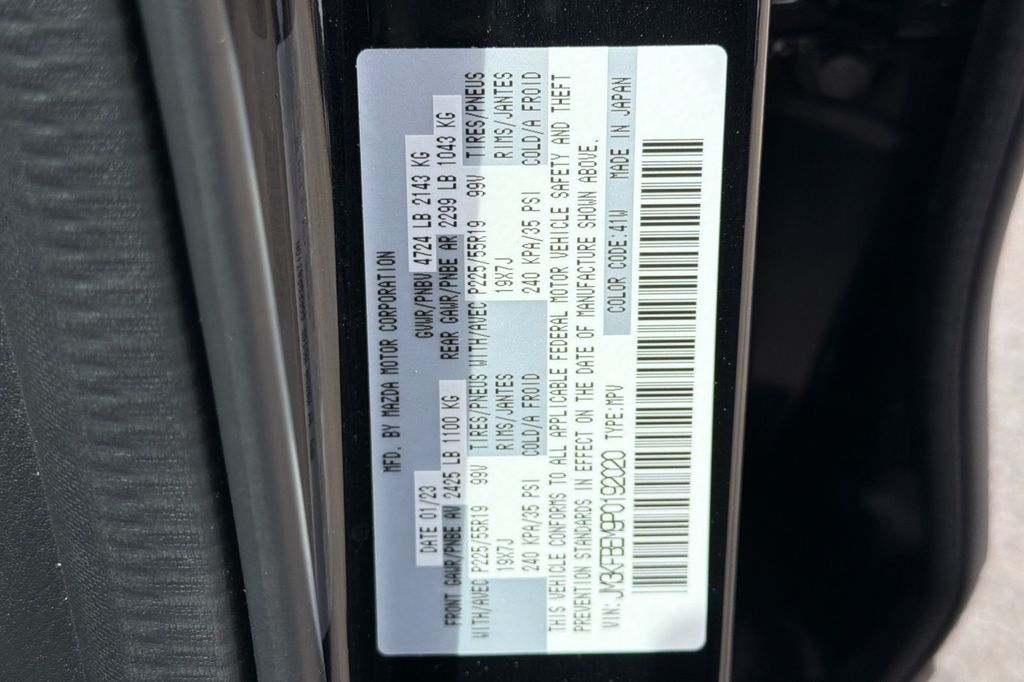 MFD. BY MAZDA MOTOR CORPORATION
DATE 01/23 GVWR/PNBV 4724 LB 2143 KG
FRONT GAWR/PNBE AV 2425 LB 1100 KG REAR GAWR/PNBE AR 2299 LB 1043 KG
WITH/AVEC P225/55R19 99V TIRES/PNEUS WITH/AVEC P225/55R19 99V TIRES/PNEUS
19X7J RIMS/JANTES 19X7J RIMS/JANTES
240 KPA/35 PSI COLD/A FROID 240 KPA/35 PSI COLD/A FROID
THIS VEHICLE CONFORMS TO ALL APPLICABLE FEDERAL MOTOR VEHICLE SAFETY AND THEFT
PREVENTION STANDARDS IN EFFECT ON THE DATE OF MANUFACTURE SHOWN ABOVE.
VIN: JM3KFBEM9P0192020 TYPE:MPV COLOR CODE:41W MADE IN JAPAN